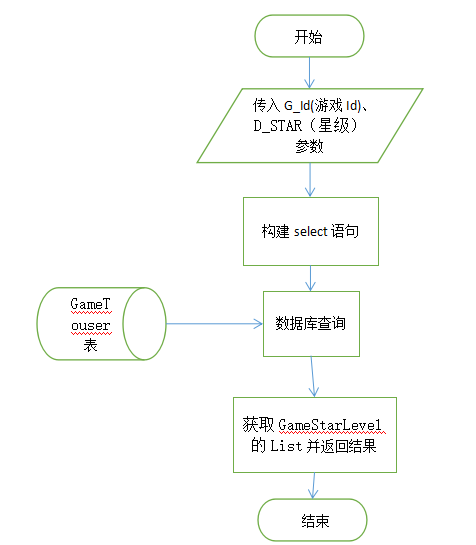 开始
传入 G_Id(游戏 Id)、
D_STAR（星级）
参数
构建 select 语句
GameT
ouser
表
数据库查询
获取 GameStarLevel
的 List 并返回结果
结束